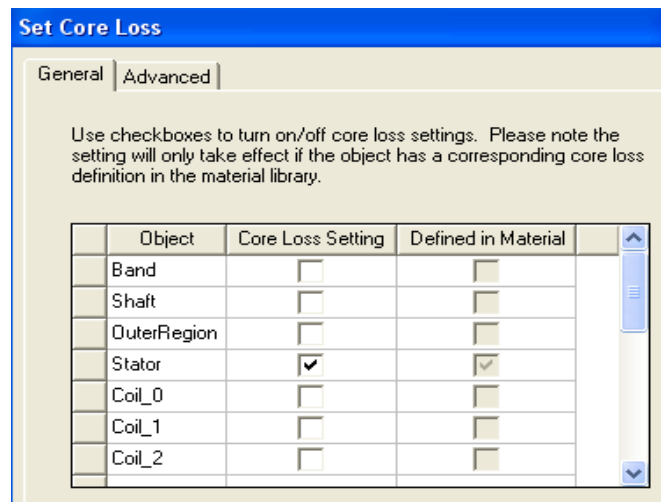 Set Core Loss
General Advanced
Use checkboxes to turn on/off core loss settings. Please note the
setting will only take effect if the object has a corresponding core loss
definition in the material library.
Object Core Loss Setting Defined in Material
Band
Shaft
OuterRegion
Stator
Coil_0
Coil_1
Coil_2